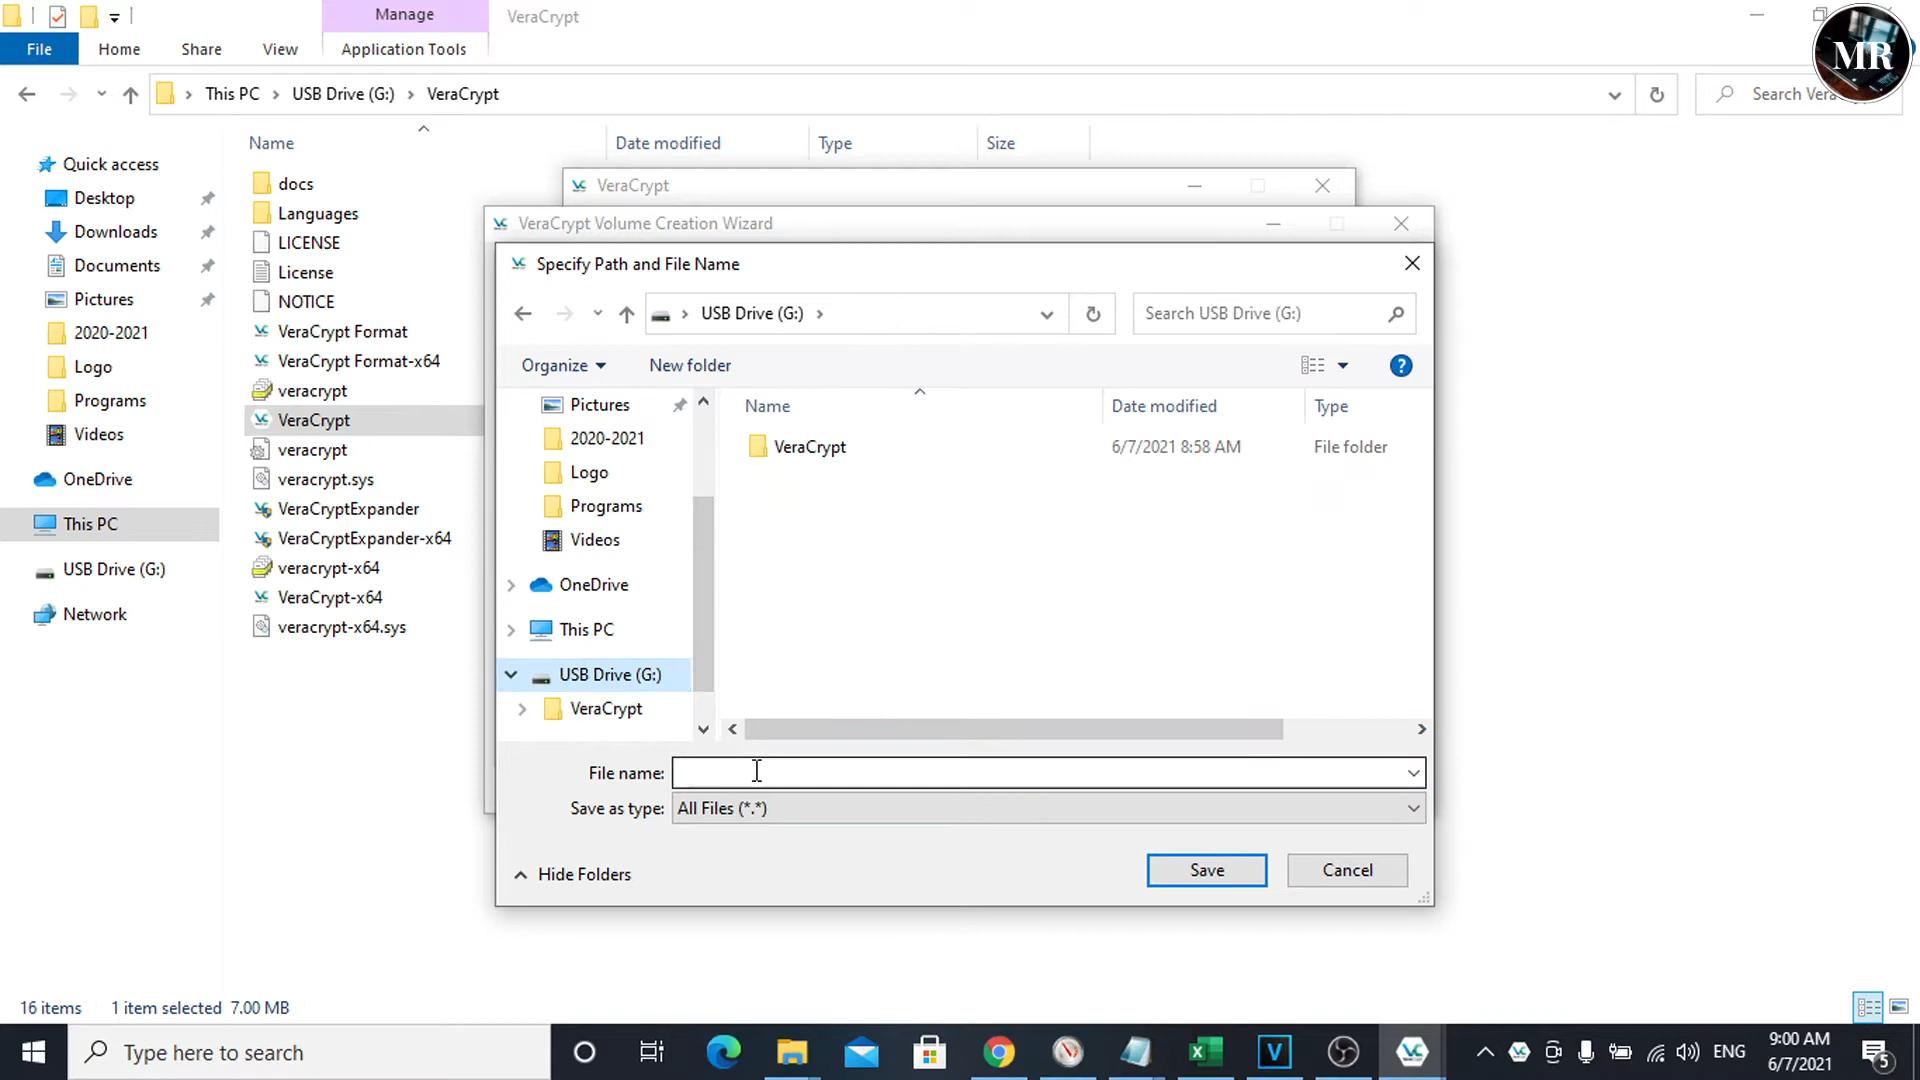 Manage
VeraCrypt
MR
File
Home
Share
View
Application Tools
This PC
USB Drive (G:)
VeraCrypt
Search Vera
Name
Date modified
Type
Size
Quick access
Desktop
Downloads
Documents
Pictures
2020-2021
Logo
Programs
Videos
OneDrive
This PC
USB Drive (G:)
Network
docs
Languages
LICENSE
License
NOTICE
VeraCrypt Format
VeraCrypt Format-x64
veracrypt
VeraCrypt
veracrypt
veracrypt.sys
VeraCryptExpander
VeraCryptExpander-x64
veracrypt-x64
VeraCrypt-x64
veracrypt-x64.sys
VeraCrypt
VeraCrypt Volume Creation Wizard
Specify Path and File Name
USB Drive (G:)
Search USB Drive (G:)
Organize
New folder
Pictures
2020-2021
Logo
Programs
Videos
OneDrive
This PC
USB Drive (G:)
VeraCrypt
Name
Date modified
Type
VeraCrypt
6/7/2021 8:58 AM
File folder
File name:
Save as type:
All Files (*.*)
Hide Folders
Save
Cancel
16 items
1 item selected 7.00 MB
Type here to search
ENG
9:00 AM
6/7/2021
5